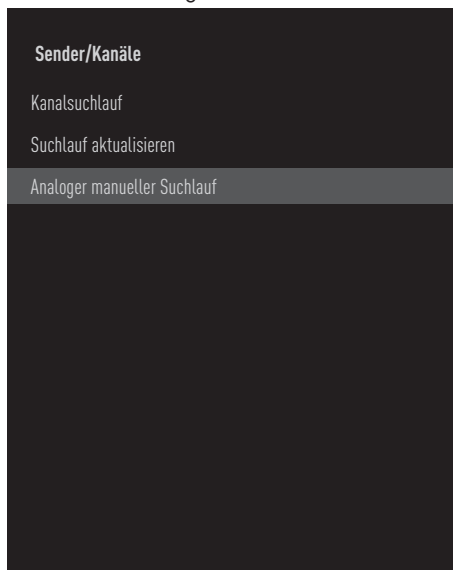 Sender/Kanäle
Kanalsuchlauf
Suchlauf aktualisieren
Analoger manueller Suchlauf